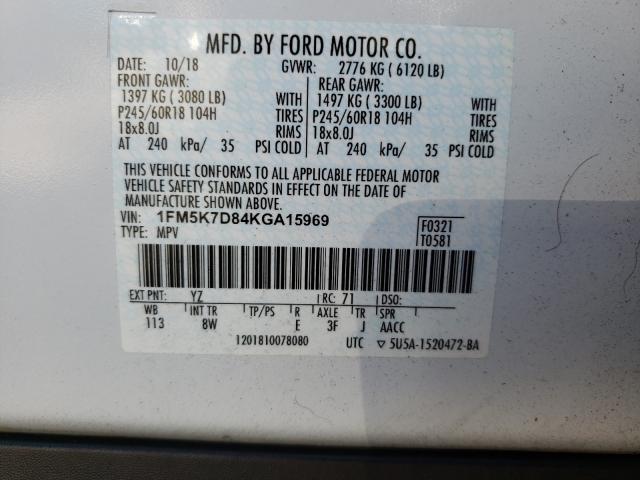 MFD. BY FORD MOTOR CO.
DATE: 10/18 GVWR: 2776 KG ( 6120 LB)
FRONT GAWR: REAR GAWR:
1397 KG ( 3080 LB) WITH 1497 KG ( 3300 LB) WITH
P245/60R18 104H TIRES P245/60R18 104H TIRES
18x8.0J RIMS 18x8.0J RIMS
AT 240 kPa/ 35 PSI COLD AT 240 kPa/ 35 PSI COLD
THIS VEHICLE CONFORMS TO ALL APPLICABLE FEDERAL MOTOR
VEHICLE SAFETY STANDARDS IN EFFECT ON THE DATE OF
MANUFACTURE SHOWN ABOVE.
VIN: 1FM5K7D84KGA15969 F0321
TYPE: MPV T0581
EXT PNT: YZ RC: 71 DSO:
WB INT TR TP/PS R AXLE TR SPR
113 8W E 3F J AACC
1201810078080 UTC ▽ 5U5A-1520472-BA